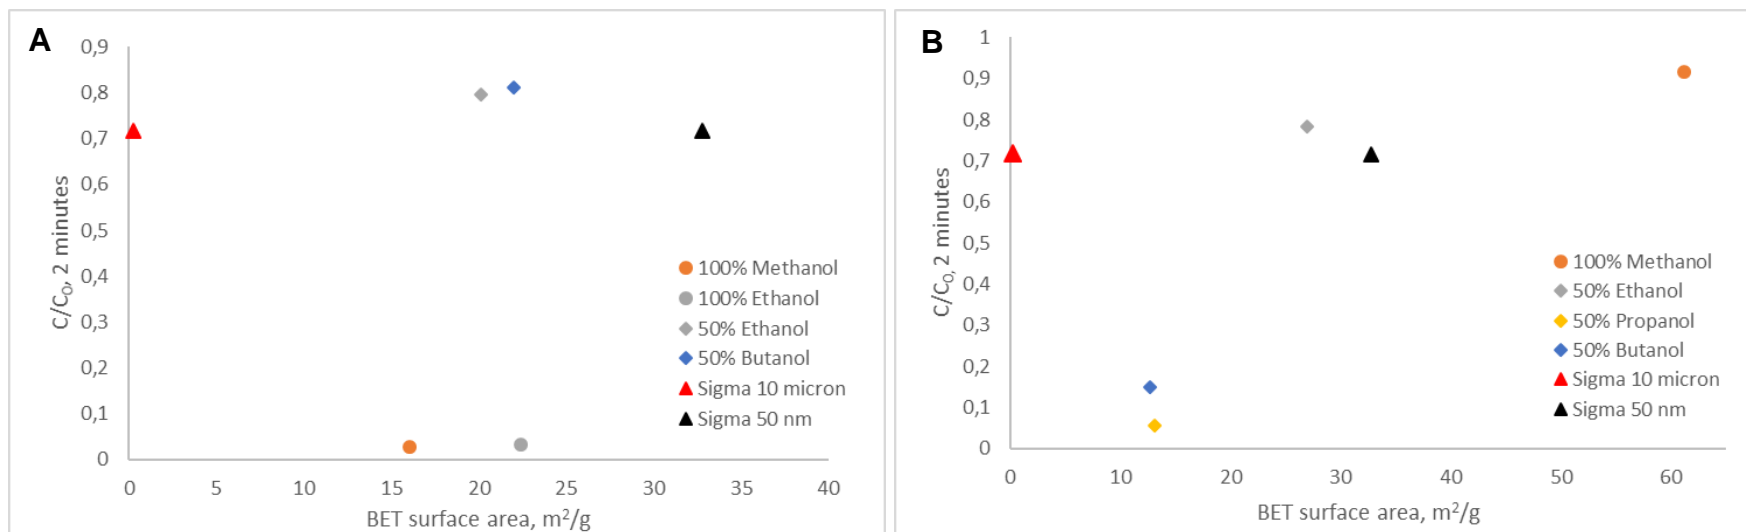 A
0,9
0,8
0,7
0,6
0,5
0,4
0,3
0,2
0,1
0
C/C₀, 2 minutes
100% Methanol
100% Ethanol
50% Ethanol
50% Butanol
Sigma 10 micron
Sigma 50 nm
0 5 10 15 20 25 30 35 40
BET surface area, m²/g
B
1
0,9
0,8
0,7
0,6
0,5
0,4
0,3
0,2
0,1
0
C/C₀, 2 minutes
100% Methanol
50% Ethanol
50% Propanol
50% Butanol
Sigma 10 micron
Sigma 50 nm
0 10 20 30 40 50 60
BET surface area, m²/g